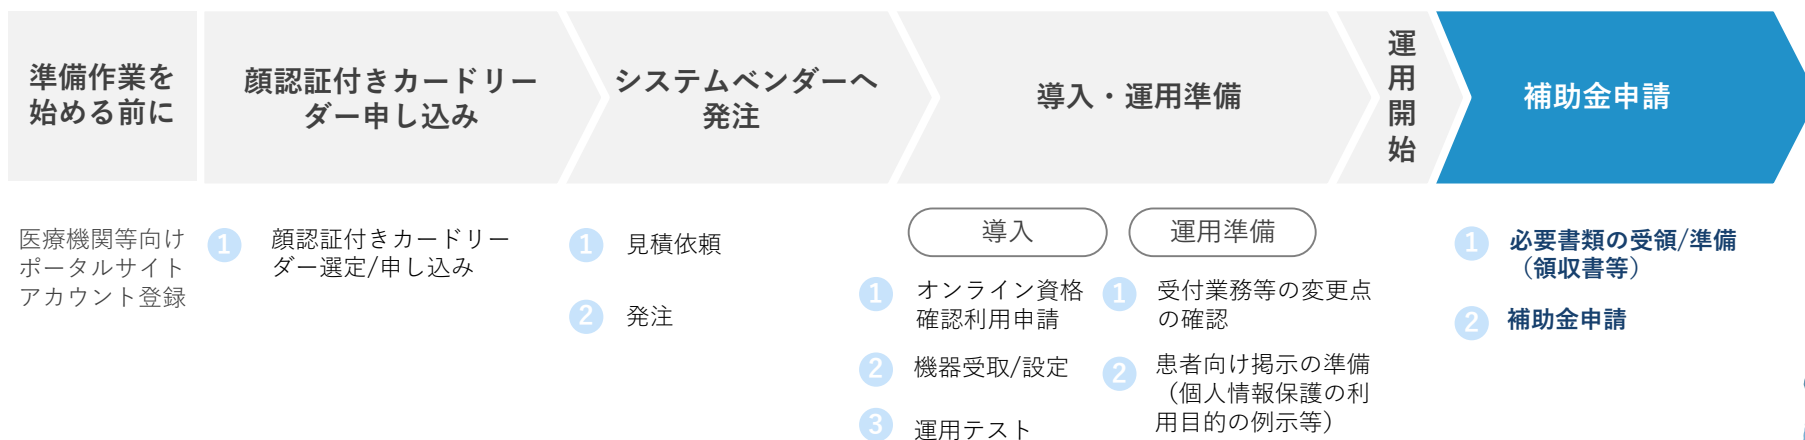 準備作業を
始める前に
顔認証付きカードリー
ダー申し込み
システムベンダーへ
発注
導入・運用準備
運用開始
補助金申請
医療機関等向け
ポータルサイト
アカウント登録
1 顔認証付きカードリー
ダー選定/申し込み
1 見積依頼
2 発注
導入
1 オンライン資格
確認利用申請
2 機器受取/設定
3 運用テスト
運用準備
1 受付業務等の変更点
の確認
2 患者向け掲示の準備
（個人情報保護の利
用目的の例示等）
1 必要書類の受領/準備
（領収書等）
2 補助金申請